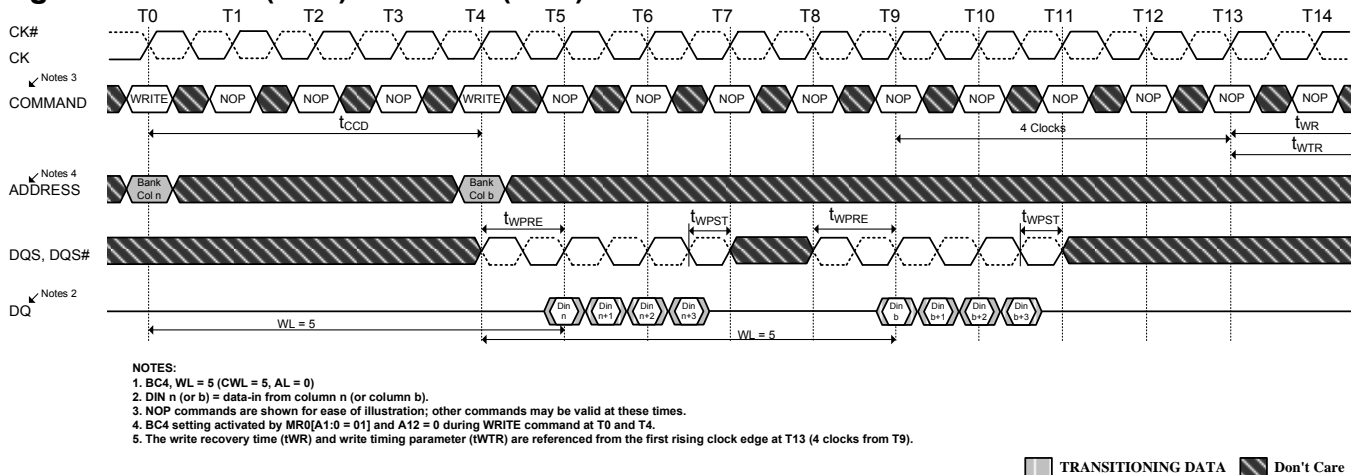 T0 T1 T2 T3 T4 T5 T6 T7 T8 T9 T10 T11 T12 T13 T14
CK#
CK
Notes 3
COMMAND
WRITE NOP NOP NOP WRITE NOP NOP NOP NOP NOP NOP NOP NOP NOP NOP
tCCD
4 Clocks
tWR
tWTR
Notes 4
ADDRESS
Bank Col n
Bank Col b
tWPRE
tWPST
tWPRE
tWPST
DQS, DQS#
Notes 2
DQ
Din n
Din n+1
Din n+2
Din n+3
Din b
Din b+1
Din b+2
Din b+3
WL = 5
WL = 5
NOTES:
1. BC4, WL = 5 (CWL = 5, AL = 0)
2. DIN n (or b) = data-in from column n (or column b).
3. NOP commands are shown for ease of illustration; other commands may be valid at these times.
4. BC4 setting activated by MR0[A1:0 = 01] and A12 = 0 during WRITE command at T0 and T4.
5. The write recovery time (tWR) and write timing parameter (tWTR) are referenced from the first rising clock edge at T13 (4 clocks from T9).
TRANSITIONING DATA
Don't Care